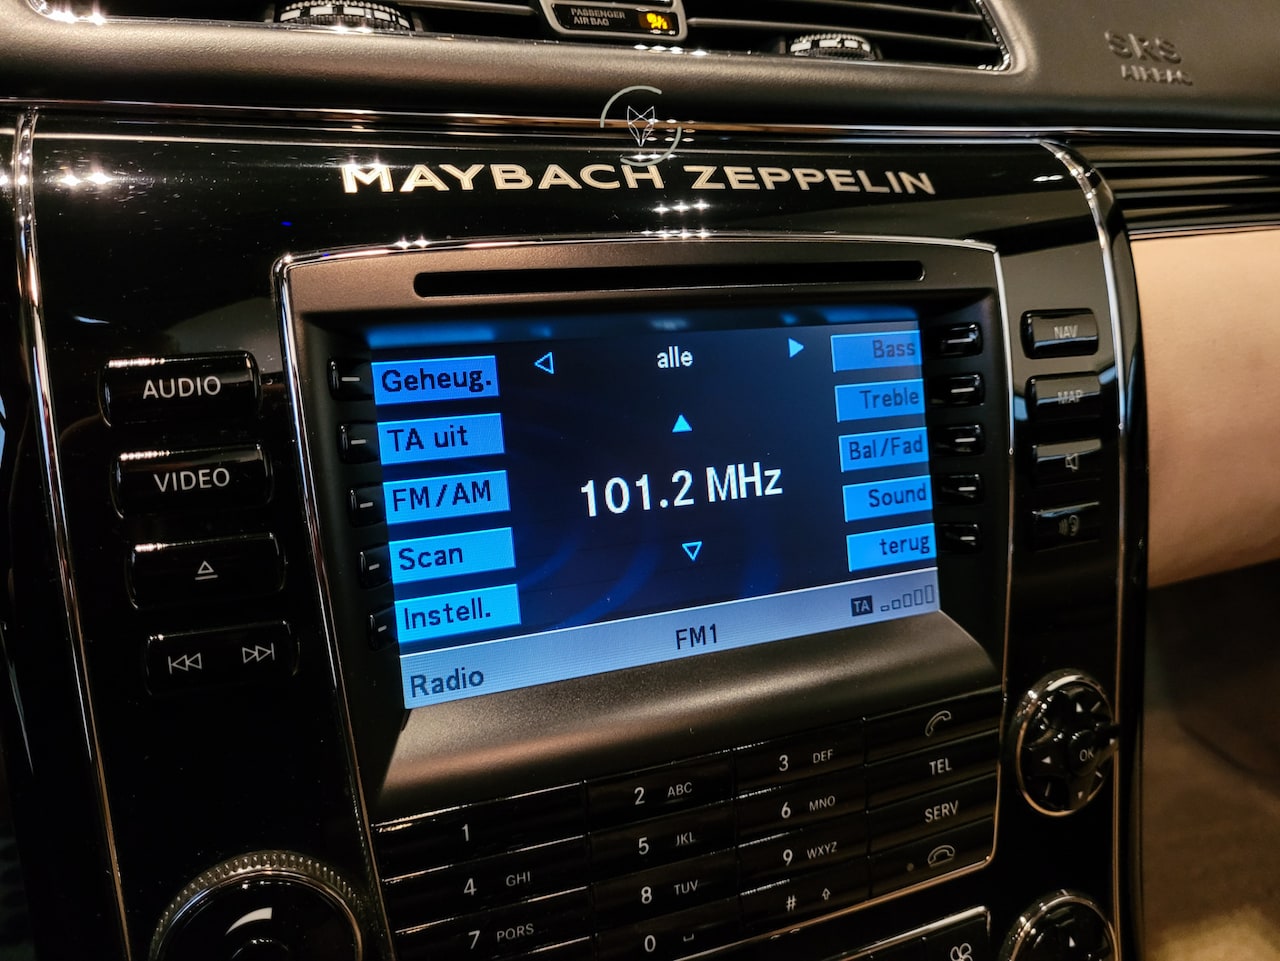 PASSENGER
AIR BAG
SRS
AIRBAG
MAYBACH ZEPPELIN
AUDIO
VIDEO
NAV
MAP
alle
Geheug.
TA uit
FM/AM
Scan
Instell.
Bass
Treble
Bal/Fad
Sound
terug
101.2 MHz
TA
FM1
Radio
1
2 ABC
3 DEF
4 GHI
5 JKL
6 MNO
7 PQRS
8 TUV
9 WXYZ
0
#
TEL
SERV
OK